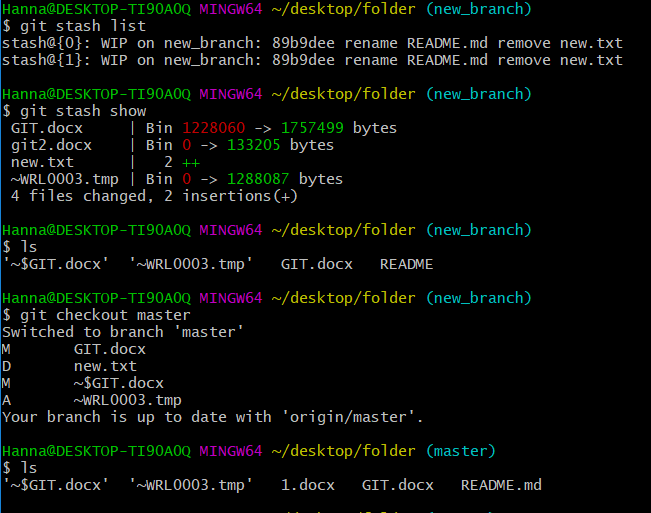 Hanna@DESKTOP-TI90A0Q MINGW64 ~/desktop/folder (new_branch)
$ git stash list
stash@{0}: WIP on new_branch: 89b9dee rename README.md remove new.txt
stash@{1}: WIP on new_branch: 89b9dee rename README.md remove new.txt
Hanna@DESKTOP-TI90A0Q MINGW64 ~/desktop/folder (new_branch)
$ git stash show
GIT.docx | Bin 1228060 -> 1757499 bytes
git2.docx | Bin 0 -> 133205 bytes
new.txt | 2 ++
~WRL0003.tmp | Bin 0 -> 1288087 bytes
4 files changed, 2 insertions(+)
Hanna@DESKTOP-TI90A0Q MINGW64 ~/desktop/folder (new_branch)
$ ls
'~$GIT.docx' '~WRL0003.tmp' GIT.docx README
Hanna@DESKTOP-TI90A0Q MINGW64 ~/desktop/folder (new_branch)
$ git checkout master
Switched to branch 'master'
M GIT.docx
D new.txt
M ~$GIT.docx
A ~WRL0003.tmp
Your branch is up to date with 'origin/master'.
Hanna@DESKTOP-TI90A0Q MINGW64 ~/desktop/folder (master)
$ ls
'~$GIT.docx' '~WRL0003.tmp' 1.docx GIT.docx README.md